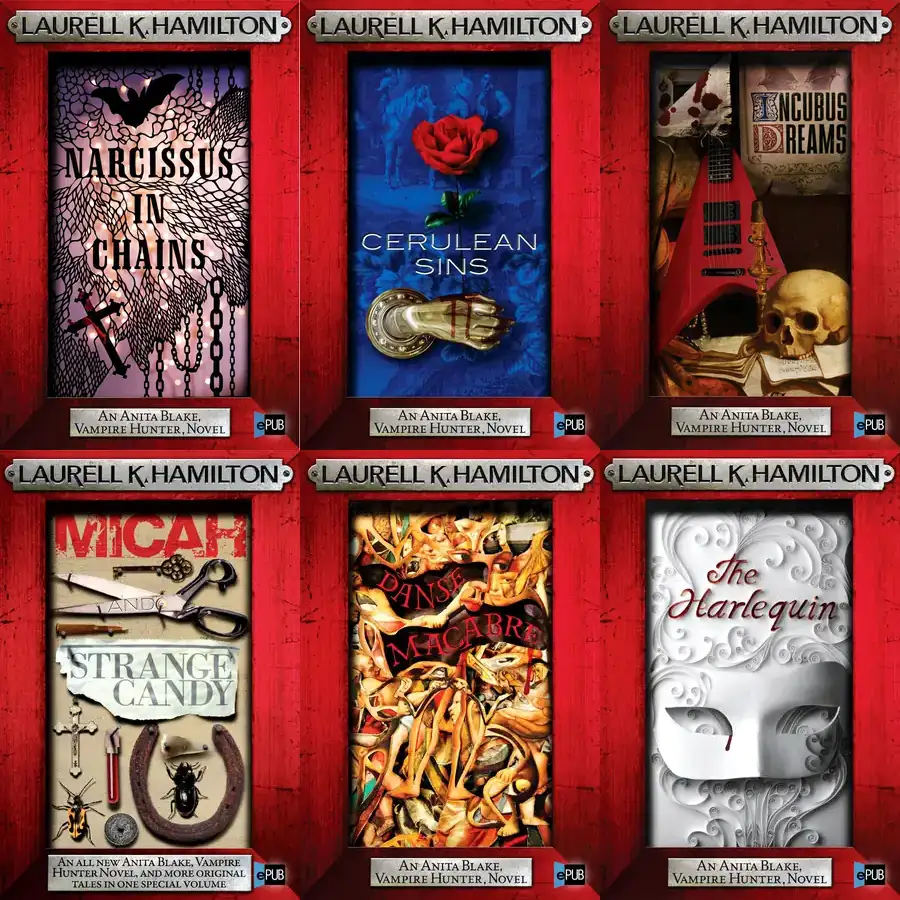 LAURELL K. HAMILTON
NARCISSUS
IN
CHAINS
AN ANITA BLAKE,
VAMPIRE HUNTER, NOVEL
ePUB
LAURELL K. HAMILTON
CERULEAN
SINS
AN ANITA BLAKE,
VAMPIRE HUNTER, NOVEL
ePUB
LAURELL K. HAMILTON
INCUBUS
DREAMS
AN ANITA BLAKE,
VAMPIRE HUNTER, NOVEL
ePUB
LAURELL K. HAMILTON
MICAH
AND
STRANGE
CANDY
AN ALL NEW ANITA BLAKE, VAMPIRE
HUNTER NOVEL, AND MORE ORIGINAL
TALES IN ONE SPECIAL VOLUME
ePUB
LAURELL K. HAMILTON
DANSE
MACABRE
AN ANITA BLAKE,
VAMPIRE HUNTER, NOVEL
ePUB
LAURELL K. HAMILTON
The
Harlequin
AN ANITA BLAKE,
VAMPIRE HUNTER, NOVEL
ePUB